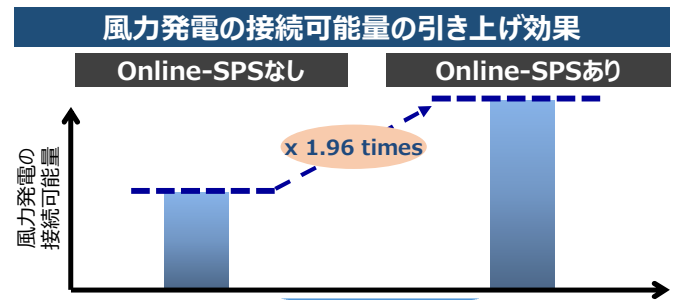 風力発電の接続可能量の引き上げ効果
Online-SPSなし
Online-SPSあり
x 1.96 times
風力発電の
接続可能量